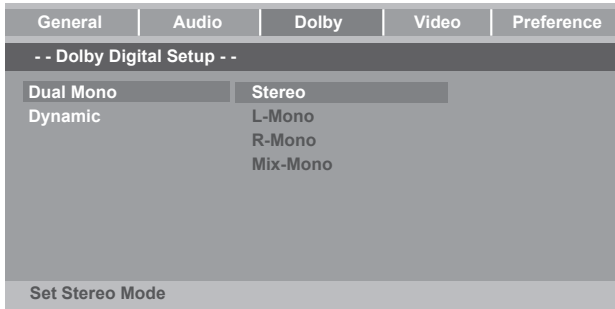 General Audio Dolby Video Preference
- - Dolby Digital Setup - -
Dual Mono Stereo
Dynamic L-Mono
R-Mono
Mix-Mono
Set Stereo Mode